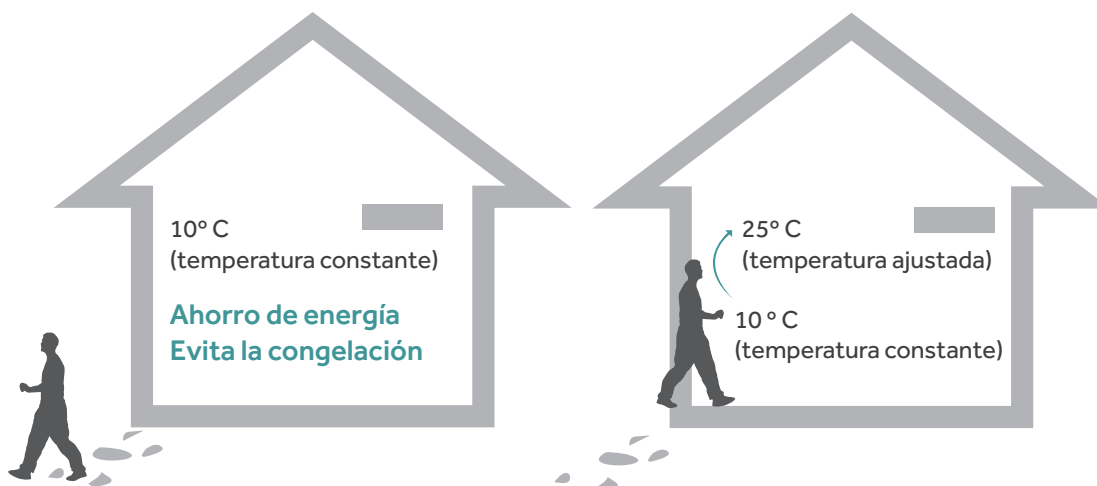 10° C
(temperatura constante)
Ahorro de energía
Evita la congelación
25° C
(temperatura ajustada)
10 ° C
(temperatura constante)